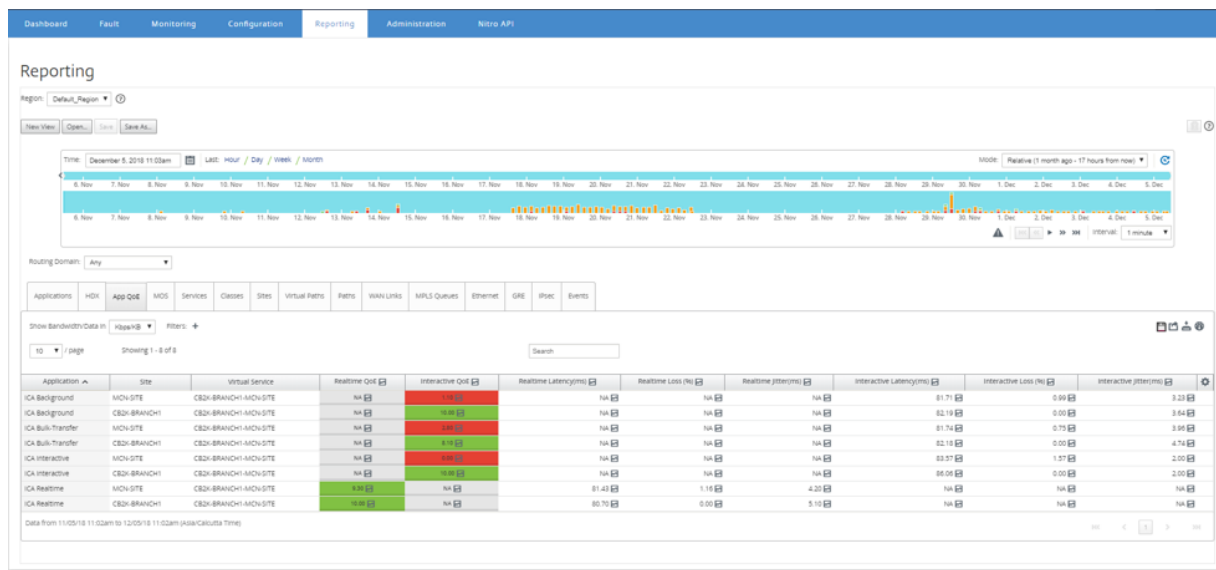 Dashboard Fault Monitoring Configuration Reporting Administration Nitro API
Reporting
Region: Default_Region
New View Open... Save Save As...
Time: December 5, 2018 11:03am Last: Hour / Day / Week / Month Mode: Relative (1 month ago - 17 hours from now)
6. Nov 7. Nov 8. Nov 9. Nov 10. Nov 11. Nov 12. Nov 13. Nov 14. Nov 15. Nov 16. Nov 17. Nov 18. Nov 19. Nov 20. Nov 21. Nov 22. Nov 23. Nov 24. Nov 25. Nov 26. Nov 27. Nov 28. Nov 29. Nov 30. Nov 1. Dec 2. Dec 3. Dec 4. Dec 5. Dec
6. Nov 7. Nov 8. Nov 9. Nov 10. Nov 11. Nov 12. Nov 13. Nov 14. Nov 15. Nov 16. Nov 17. Nov 18. Nov 19. Nov 20. Nov 21. Nov 22. Nov 23. Nov 24. Nov 25. Nov 26. Nov 27. Nov 28. Nov 29. Nov 30. Nov 1. Dec 2. Dec 3. Dec 4. Dec 5. Dec
Interval: 1 minute
Routing Domain: Any
Applications HDX App QoE MOS Services Classes Sites Virtual Paths Paths WAN Links MPLS Queues Ethernet GRE IPsec Events
Show Bandwidth/Data in Kbps/KB Filters: +
10 / page Showing 1 - 8 of 8 Search
Application Site Virtual Service Realtime QoE Interactive QoE Realtime Latency(ms) Realtime Loss (%) Realtime Jitter(ms) Interactive Latency(ms) Interactive Loss (%) Interactive Jitter(ms)
ICA Background MCN-SITE CB2K-BRANCH1-MCN-SITE NA NA NA NA 81.71 0.99 3.23
ICA Background CB2K-BRANCH1 CB2K-BRANCH1-MCN-SITE NA 10.00 NA NA NA 82.19 0.00 3.64
ICA Bulk-Transfer MCN-SITE CB2K-BRANCH1-MCN-SITE NA NA NA NA 81.74 0.75 3.96
ICA Bulk-Transfer CB2K-BRANCH1 CB2K-BRANCH1-MCN-SITE NA NA NA NA 82.18 0.00 4.74
ICA Interactive MCN-SITE CB2K-BRANCH1-MCN-SITE NA NA NA NA 83.57 1.57 2.00
ICA Interactive CB2K-BRANCH1 CB2K-BRANCH1-MCN-SITE NA 10.00 NA NA NA 86.06 0.00 2.00
ICA Realtime MCN-SITE CB2K-BRANCH1-MCN-SITE NA 81.43 1.16 4.20 NA NA NA
ICA Realtime CB2K-BRANCH1 CB2K-BRANCH1-MCN-SITE 10.00 NA 80.70 0.00 5.10 NA NA NA
Data from 11/05/18 11:02am to 12/05/18 11:02am (Asia/Calcutta Time)
1